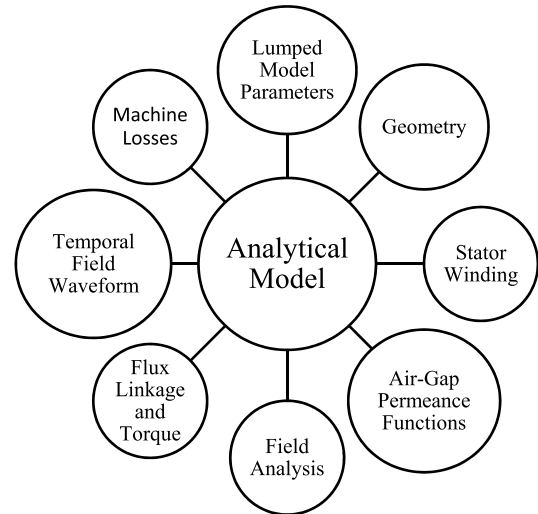 Lumped
Model
Parameters
Geometry
Stator
Winding
Air-Gap
Permeance
Functions
Field
Analysis
Flux
Linkage
and
Torque
Temporal
Field
Waveform
Machine
Losses
Analytical
Model